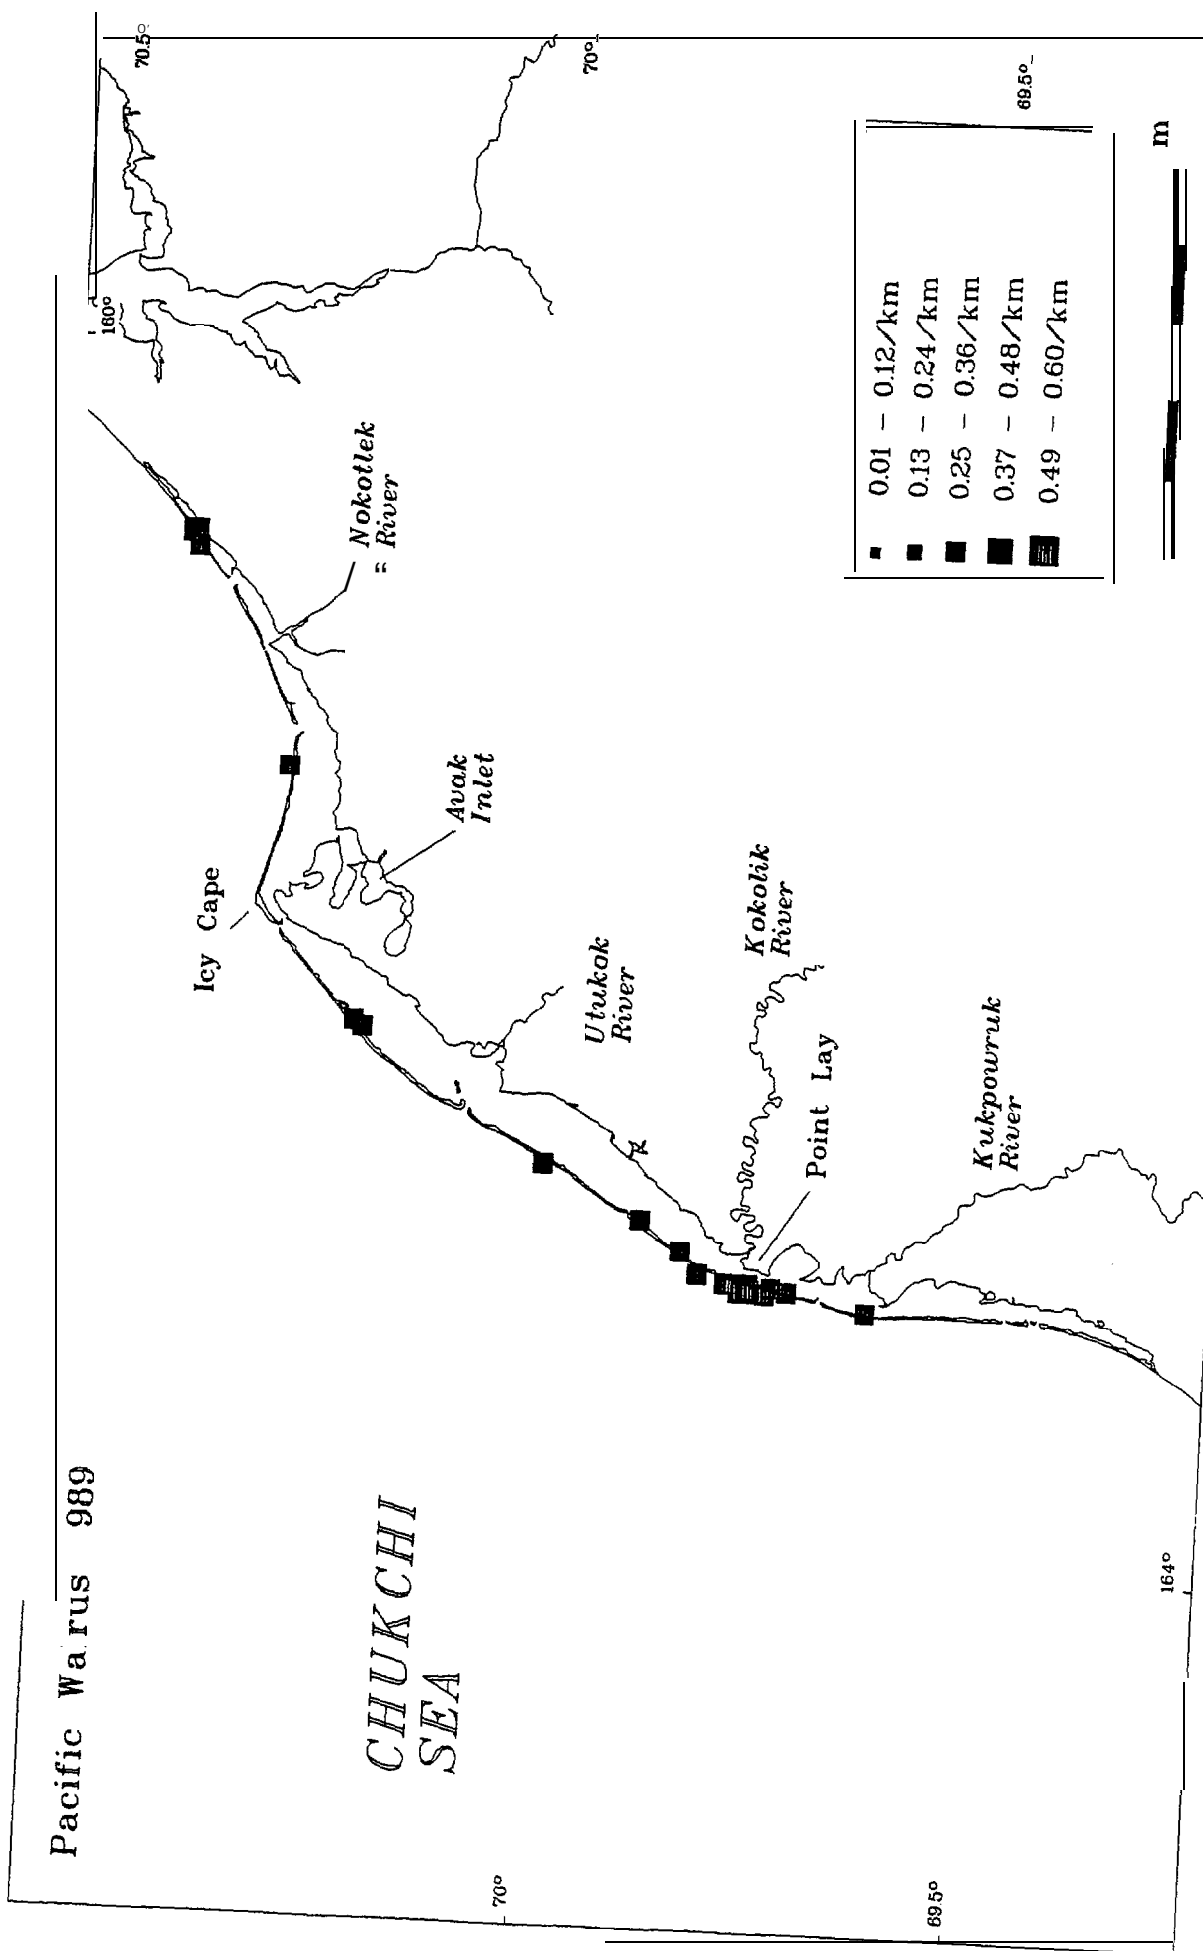 Pacific Wa rus 989
CHUKCHI
SEA
Icy Cape
Nokotlek
= River
Avak
Inlet
Utukok
River
Kokolik
River
Point Lay
Kukpowruk
River
160°
70.5°
70°
69.5°
70°
69.5°
164°
0.01 – 0.12/km
0.13 – 0.24/km
0.25 – 0.36/km
0.37 – 0.48/km
0.49 – 0.60/km
m